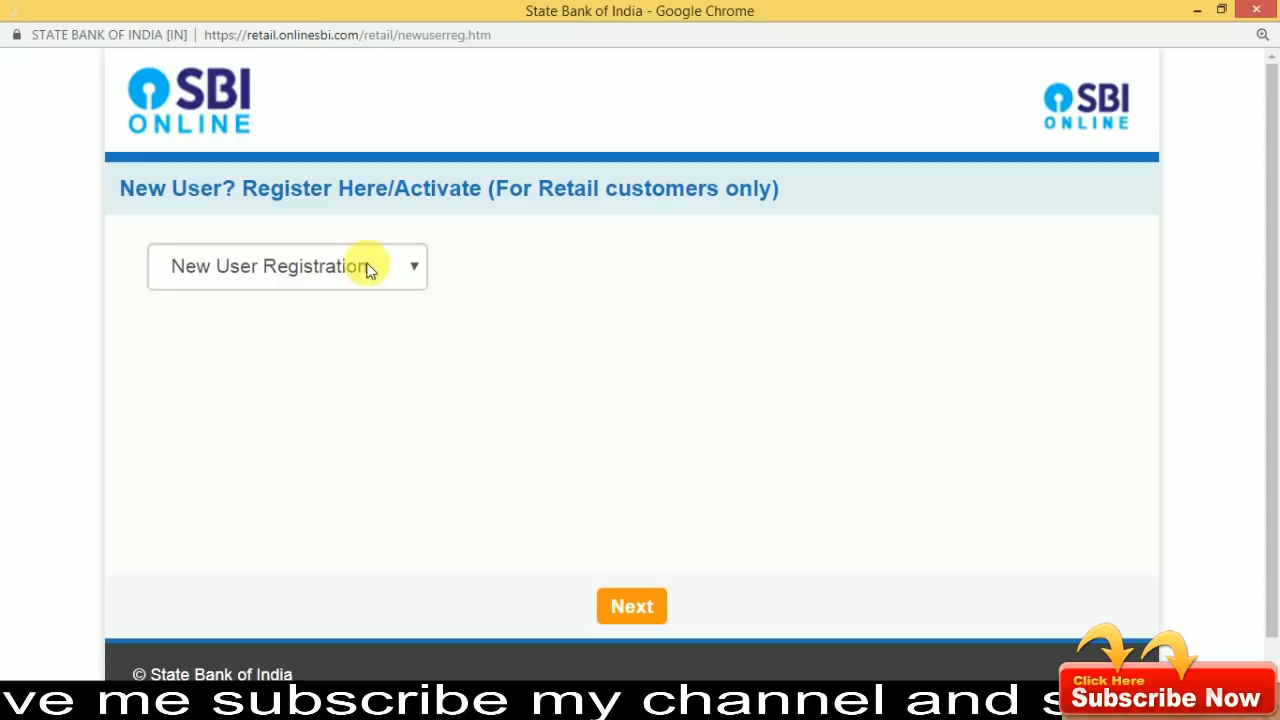 State Bank of India - Google Chrome
STATE BANK OF INDIA [IN] https://retail.onlinesbi.com/retail/newuserreg.htm
SBI
ONLINE
SBI
ONLINE
New User? Register Here/Activate (For Retail customers only)
New User Registration
Next
© State Bank of India
ve me subscribe my channel and s
Click Here
Subscribe Now